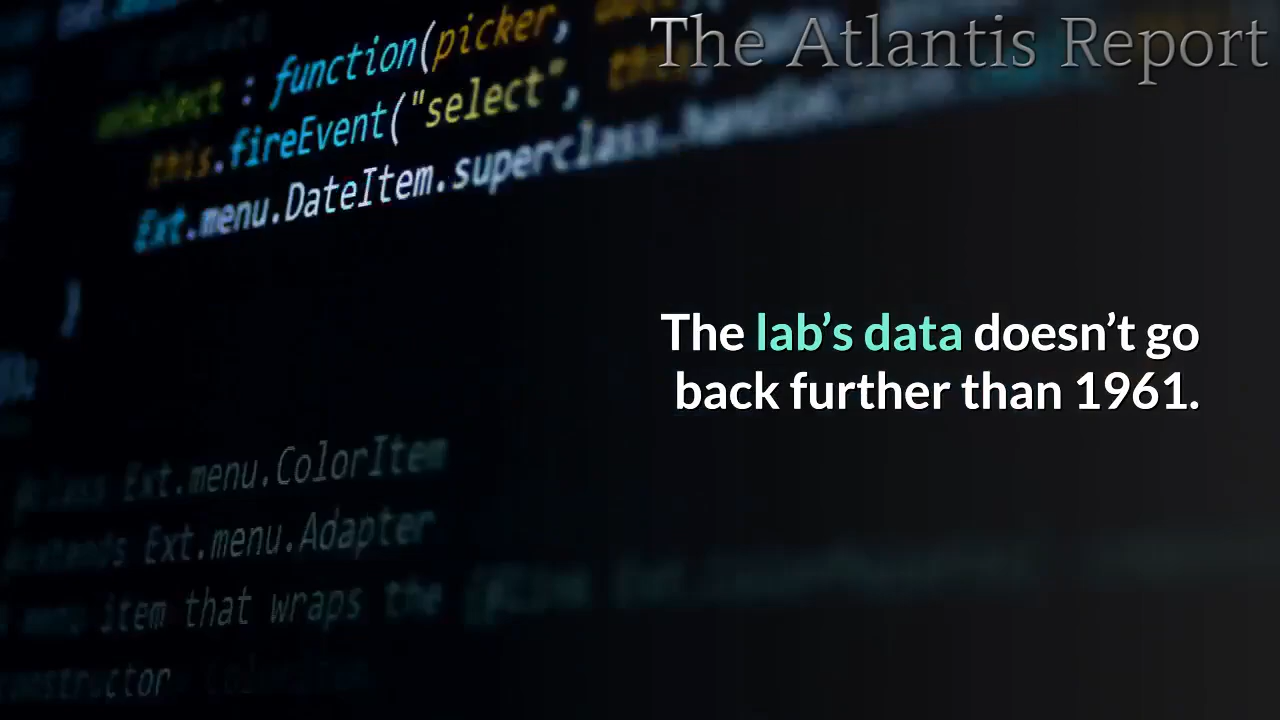 The Atlantis Report
: function(picker,
this.fireEvent("select",
Ext.menu.DateItem.superclass.
}
The lab's data doesn't go
back further than 1961.
Ext.menu.ColorItem
Ext.menu.Adapter
item that wraps the
constructor